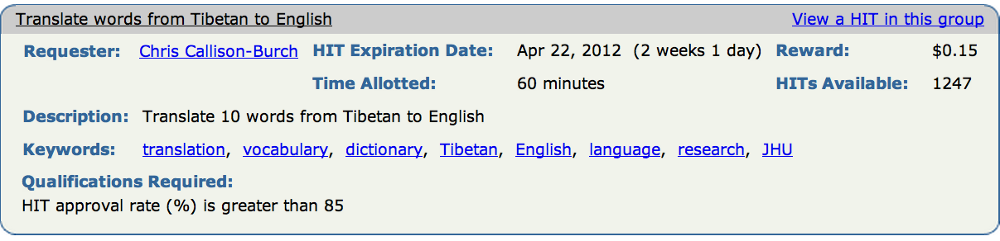 Translate words from Tibetan to English View a HIT in this group
Requester: Chris Callison-Burch HIT Expiration Date: Apr 22, 2012 (2 weeks 1 day) Reward: $0.15
Time Allotted: 60 minutes HITs Available: 1247
Description: Translate 10 words from Tibetan to English
Keywords: translation, vocabulary, dictionary, Tibetan, English, language, research, JHU
Qualifications Required:
HIT approval rate (%) is greater than 85